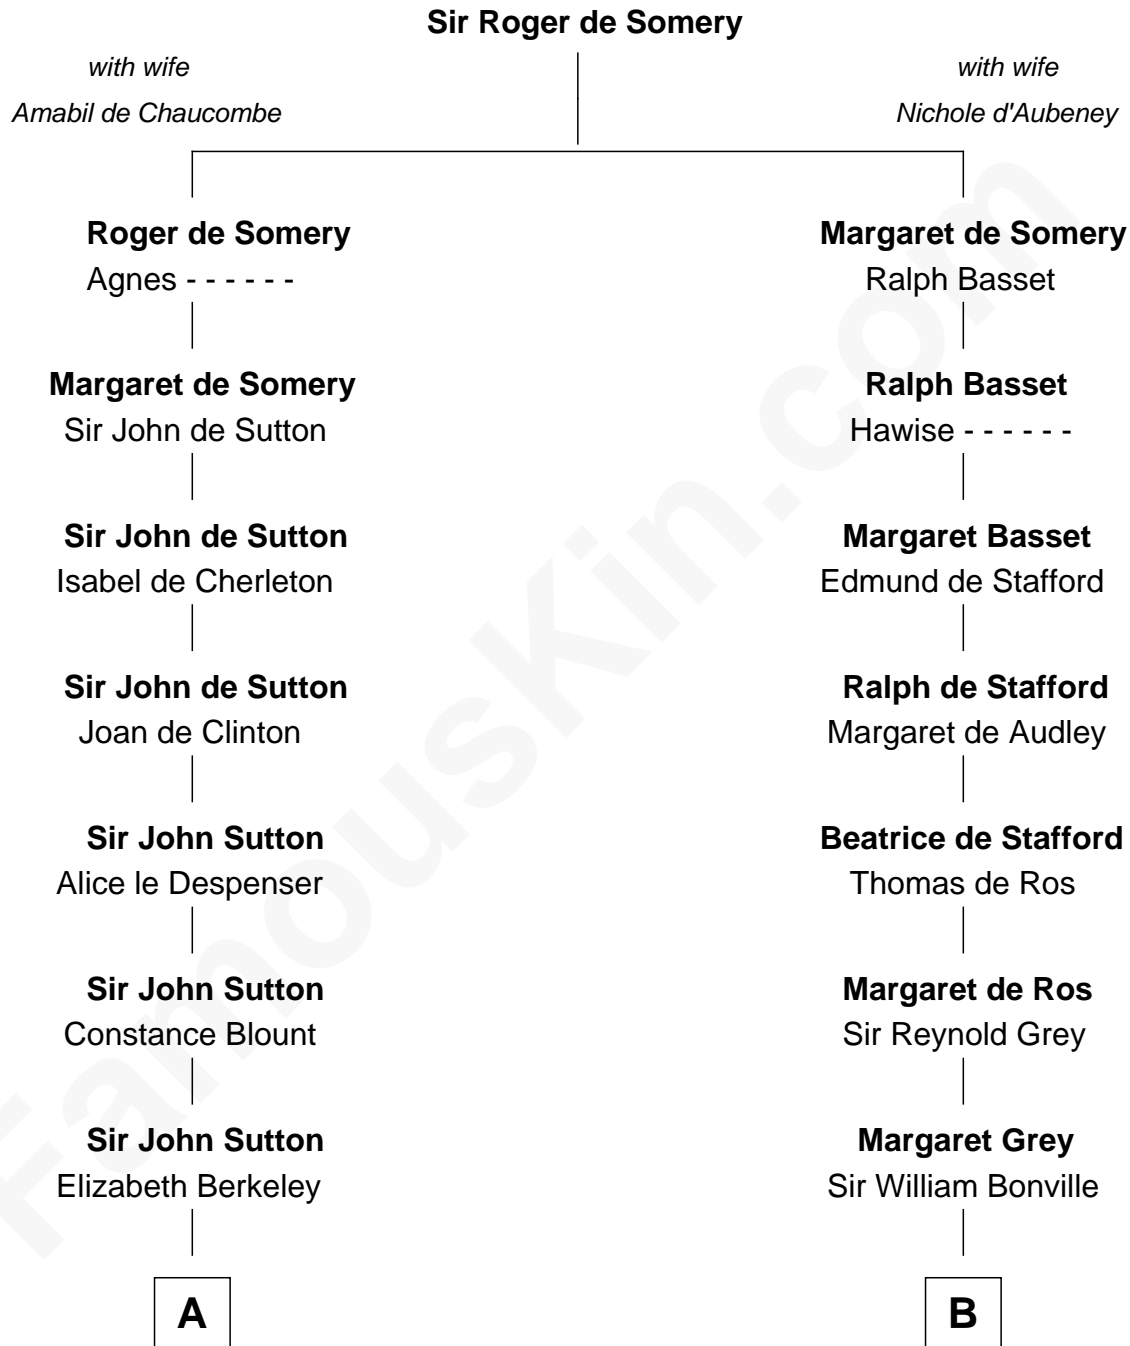 Sir Roger de Somery
with wife
Amabil de Chaucombe
with wife
Nichole d'Aubeney
Roger de Somery
Agnes - - - - - -
Margaret de Somery
Ralph Basset
Margaret de Somery
Sir John de Sutton
Ralph Basset
Hawise - - - - - -
Sir John de Sutton
Isabel de Cherleton
Margaret Basset
Edmund de Stafford
Sir John de Sutton
Joan de Clinton
Ralph de Stafford
Margaret de Audley
Sir John Sutton
Alice le Despenser
Beatrice de Stafford
Thomas de Ros
Sir John Sutton
Constance Blount
Margaret de Ros
Sir Reynold Grey
Sir John Sutton
Elizabeth Berkeley
Margaret Grey
Sir William Bonville
A
B
FamousKin.com